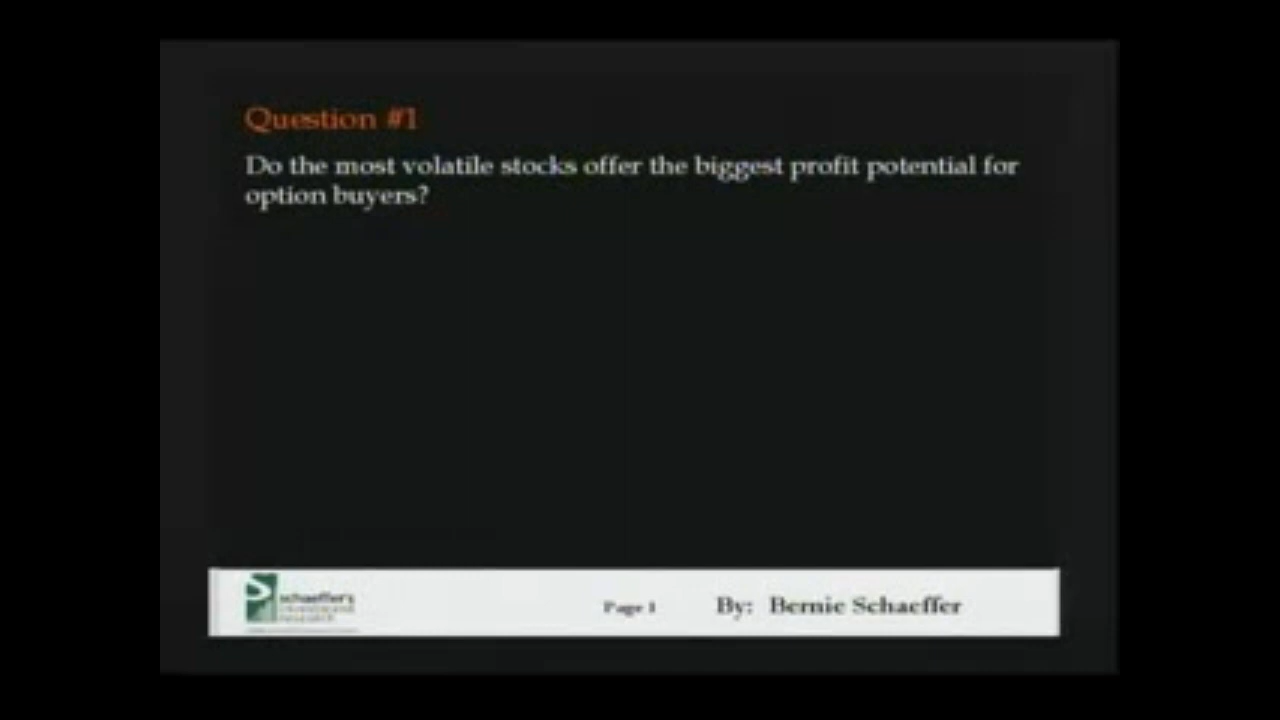 Question #1
Do the most volatile stocks offer the biggest profit potential for
option buyers?
schaeffer's
Page 1
By: Bernie Schaeffer